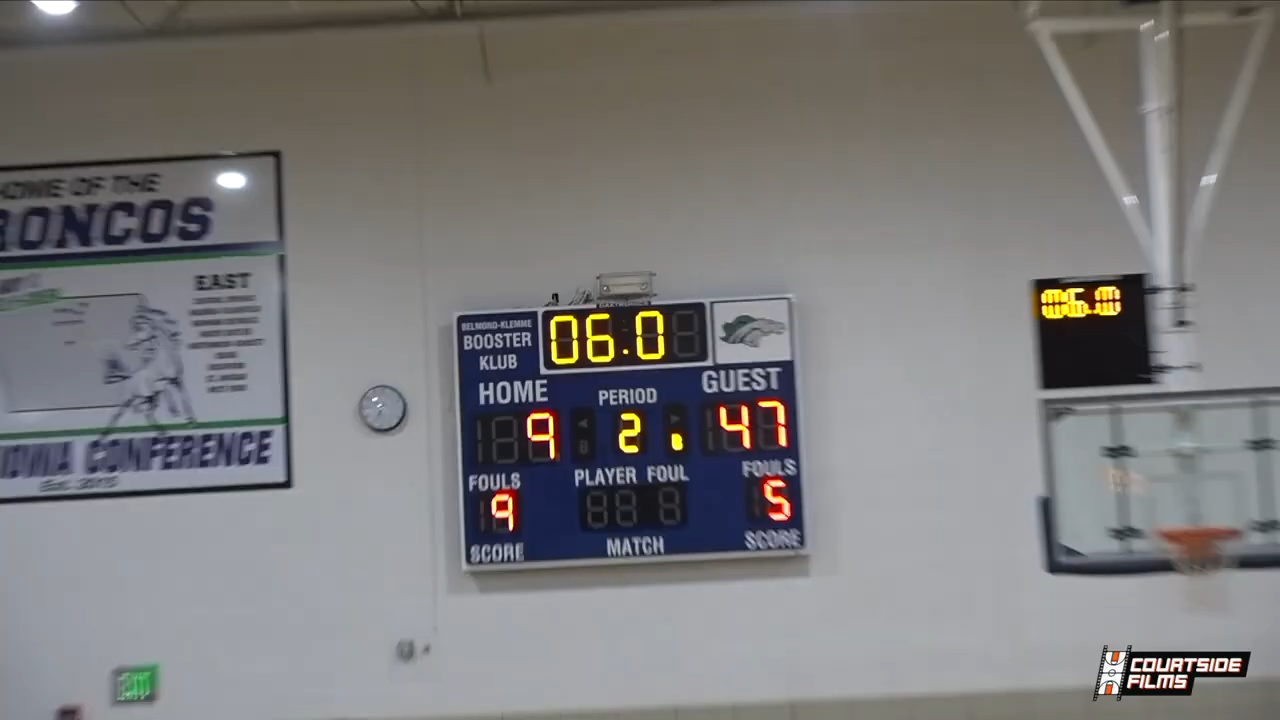 HOME OF THE
RONCOS
EAST
IOWA CONFERENCE
BELMOND-KLEMME
BOOSTER
KLUB
06.0
HOME
PERIOD
GUEST
9
2
47
FOULS
PLAYER FOUL
FOULS
9
5
SCORE
MATCH
SCORE
06.0
EXIT
COURTSIDE
FILMS